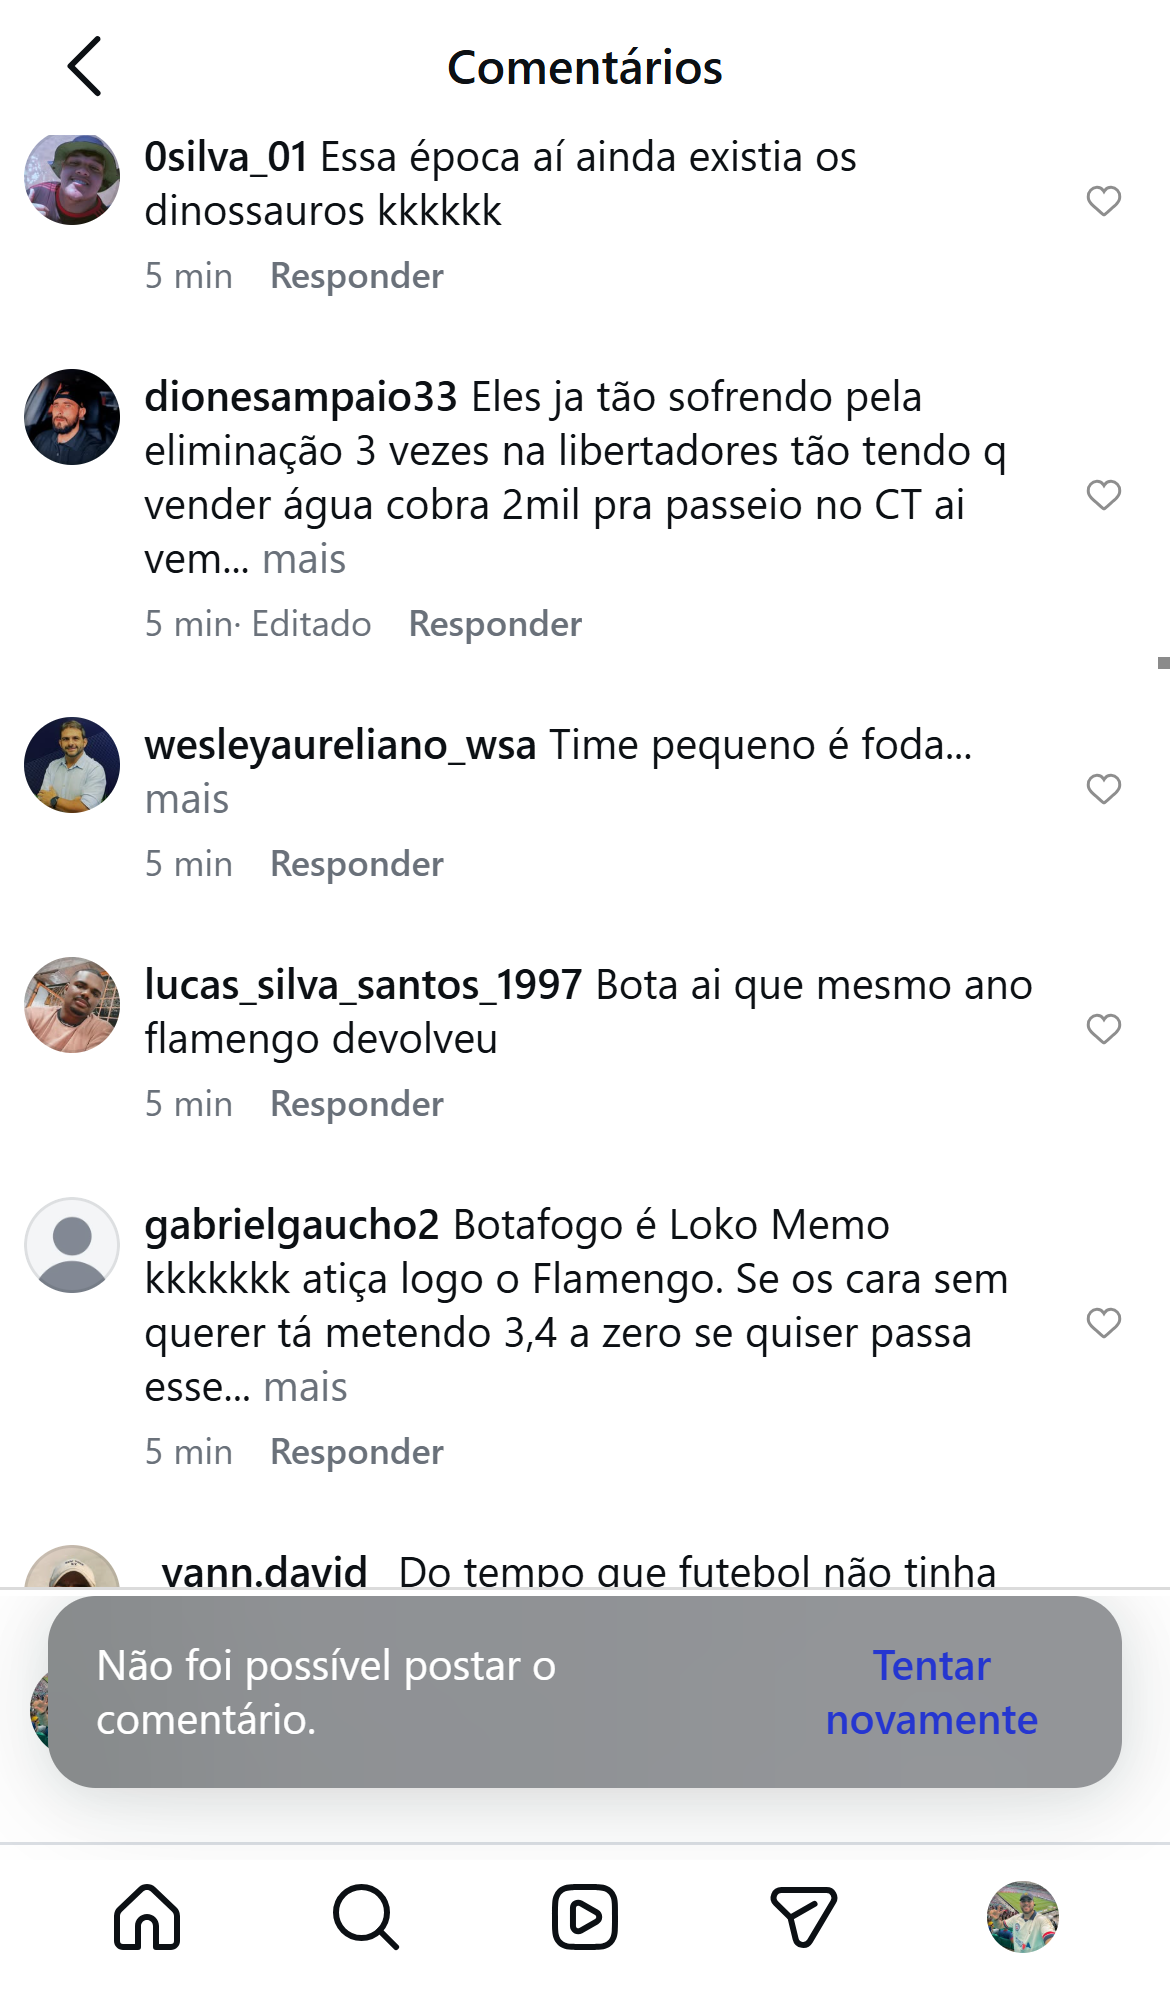 Comentários
0silva_01 Essa época aí ainda existia os
dinossauros kkkkkk
5 min Responder
dionesampaio33 Eles ja tão sofrendo pela
eliminação 3 vezes na libertadores tão tendo q
vender água cobra 2mil pra passeio no CT ai
vem... mais
5 min· Editado Responder
wesleyaureliano_wsa Time pequeno é foda...
mais
5 min Responder
lucas_silva_santos_1997 Bota ai que mesmo ano
flamengo devolveu
5 min Responder
gabrielgaucho2 Botafogo é Loko Memo
kkkkkkk atiça logo o Flamengo. Se os cara sem
querer tá metendo 3,4 a zero se quiser passa
esse... mais
5 min Responder
vann.david Do tempo que futebol não tinha
Não foi possível postar o
comentário.
Tentar
novamente